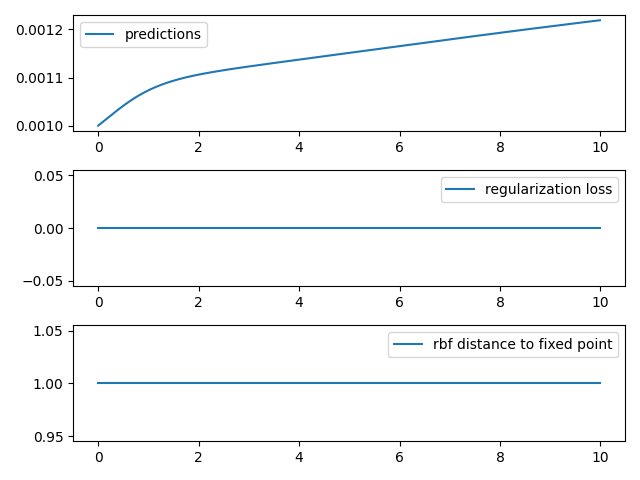 0.0012
predictions
0.0011
0.0010
0 2 4 6 8 10
0.05
regularization loss
0.00
−0.05
0 2 4 6 8 10
1.05
rbf distance to fixed point
1.00
0.95
0 2 4 6 8 10